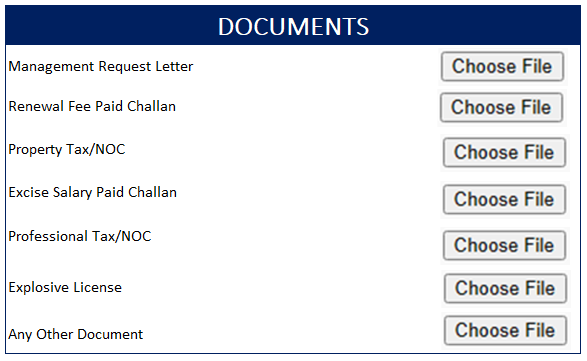 DOCUMENTS
Management Request Letter Choose File
Renewal Fee Paid Challan Choose File
Property Tax/NOC Choose File
Excise Salary Paid Challan Choose File
Professional Tax/NOC Choose File
Explosive License Choose File
Any Other Document Choose File